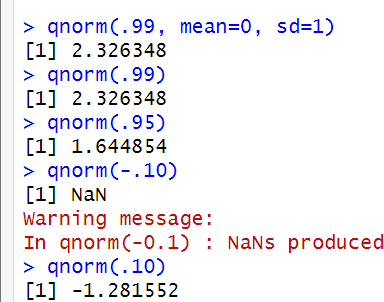 > qnorm(.99, mean=0, sd=1)
[1] 2.326348
> qnorm(.99)
[1] 2.326348
> qnorm(.95)
[1] 1.644854
> qnorm(-.10)
[1] NaN
Warning message:
In qnorm(-0.1) : NaNs produced
> qnorm(.10)
[1] -1.281552